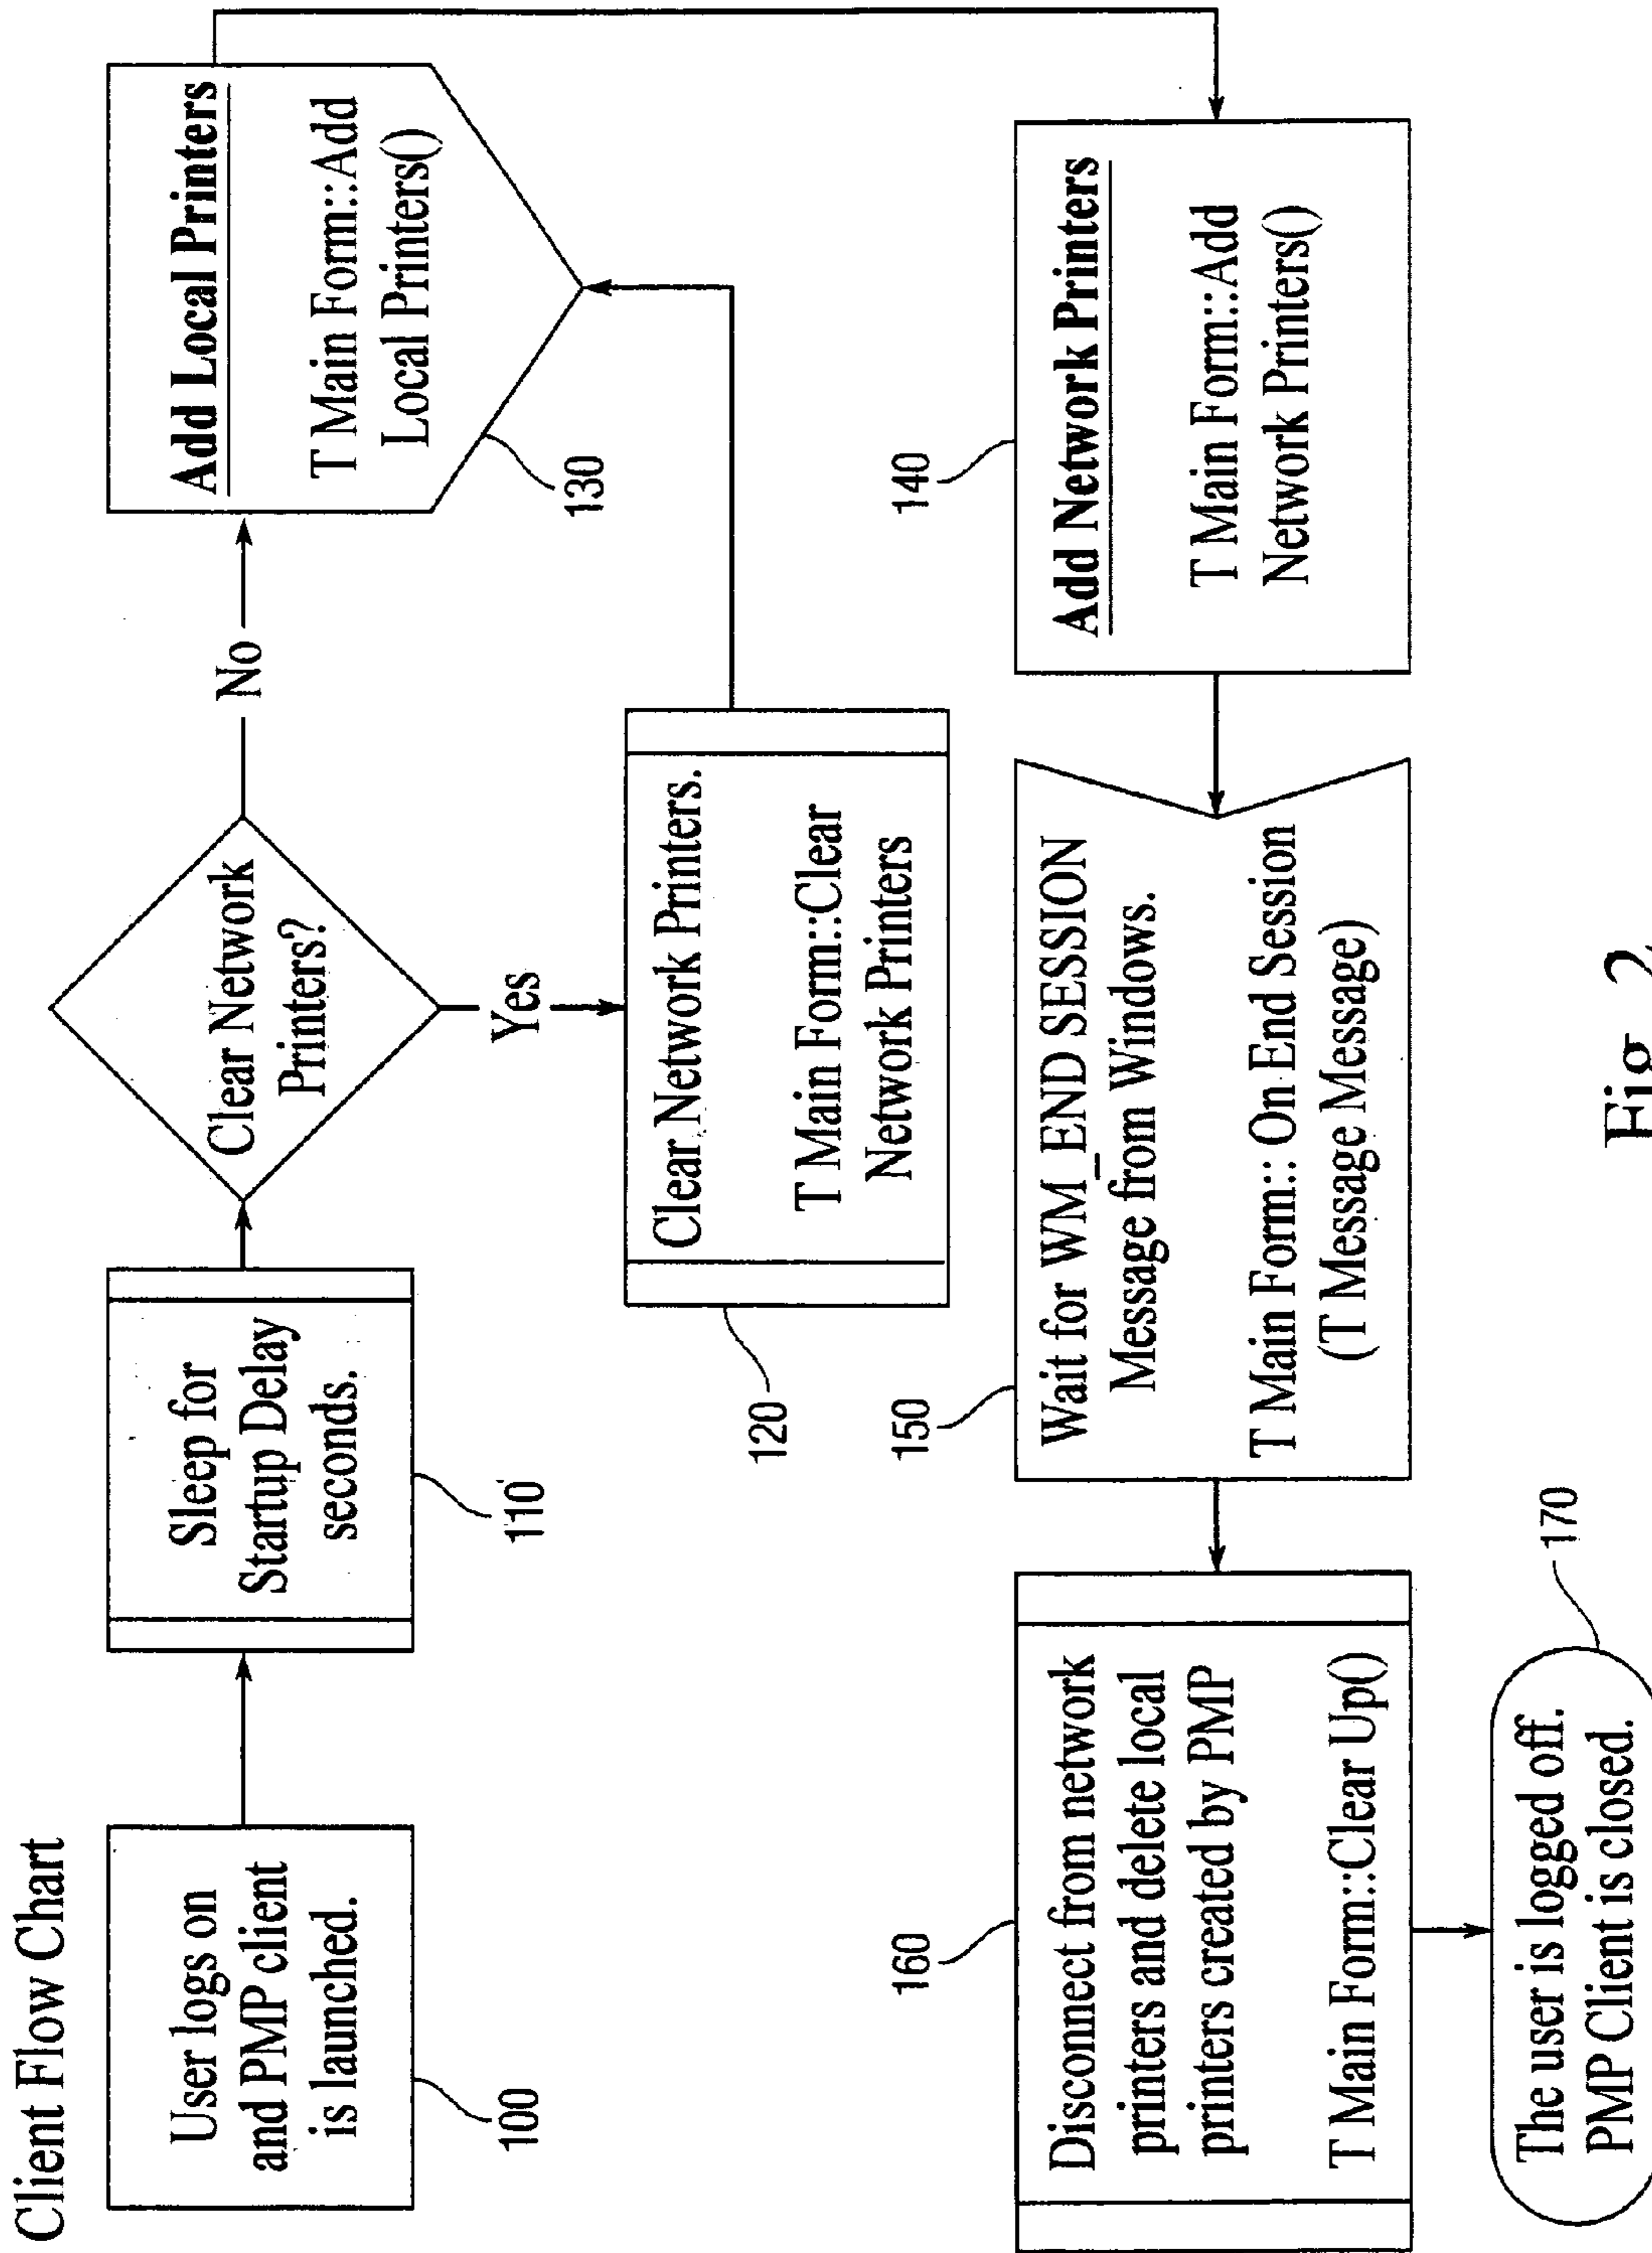 Client Flow Chart
User logs on
and PMP client
is launched.
100
Sleep for
Startup Delay
seconds.
110
Clear Network
Printers?
No
Yes
Clear Network Printers.
T Main Form::Clear
Network Printers
120
Add Local Printers
T Main Form::Add
Local Printers()
130
Add Network Printers
T Main Form::Add
Network Printers()
140
Wait for WM_END SESSION
Message from Windows.
T Main Form:: On End Session
(T Message Message)
150
Disconnect from network
printers and delete local
printers created by PMP
T Main Form::Clear Up()
160
The user is logged off.
PMP Client is closed.
170
Fig. 2